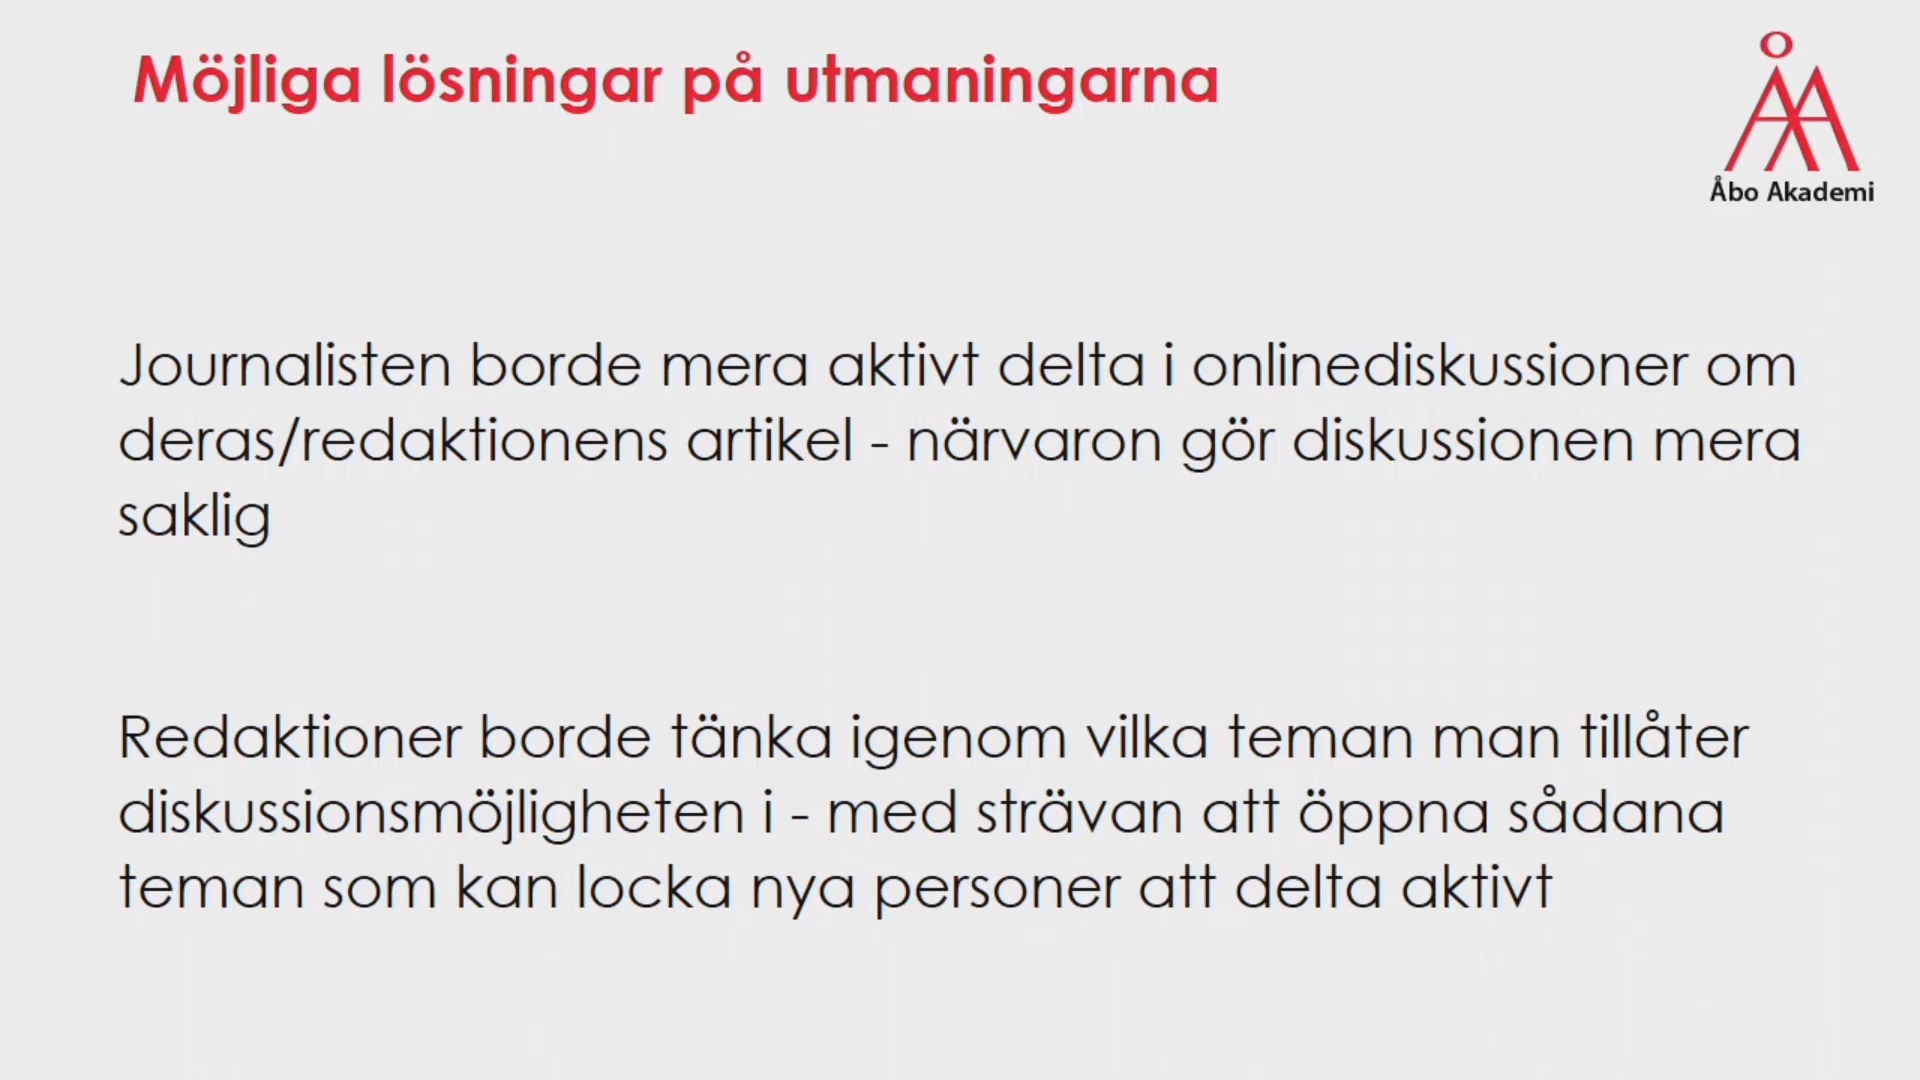 Möjliga lösningar på utmaningarna
Åbo Akademi
Journalisten borde mera aktivt delta i onlinediskussioner om
deras/redaktionens artikel - närvaron gör diskussionen mera
saklig
Redaktioner borde tänka igenom vilka teman man tillåter
diskussionsmöjligheten i - med strävan att öppna sådana
teman som kan locka nya personer att delta aktivt